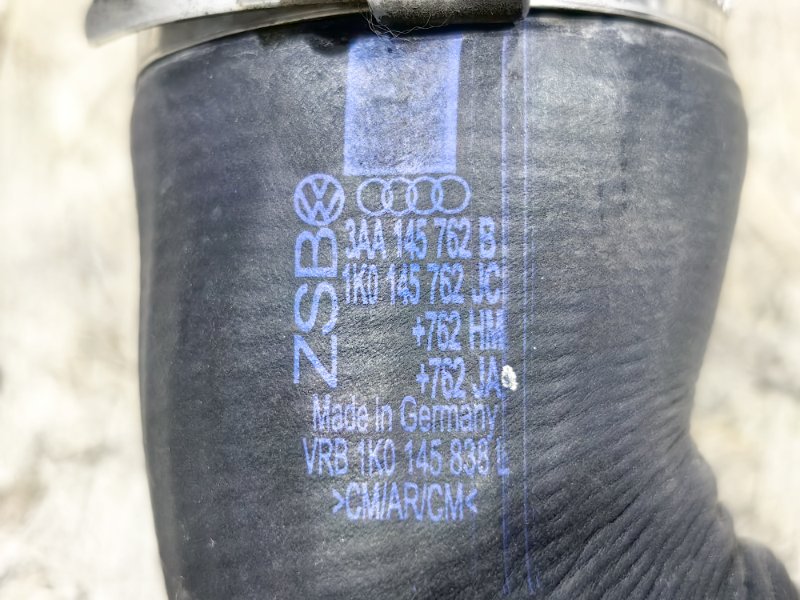 ZSB
3AA 145 762 B
1K0 145 762 JC
+762 HM
+762 JA
Made in Germany
VRB 1K0 145 838 L
>CM/AR/CM<